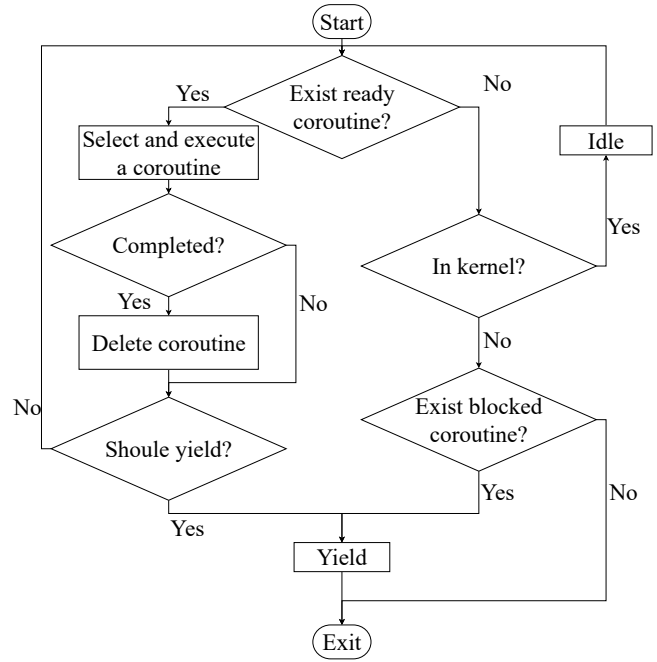 Start
Yes
Exist ready
coroutine?
No
Select and execute
a coroutine
Idle
Completed?
In kernel?
Yes
Yes
No
Delete coroutine
No
No
Shoule yield?
Exist blocked
coroutine?
Yes
Yes
No
Yield
Exit